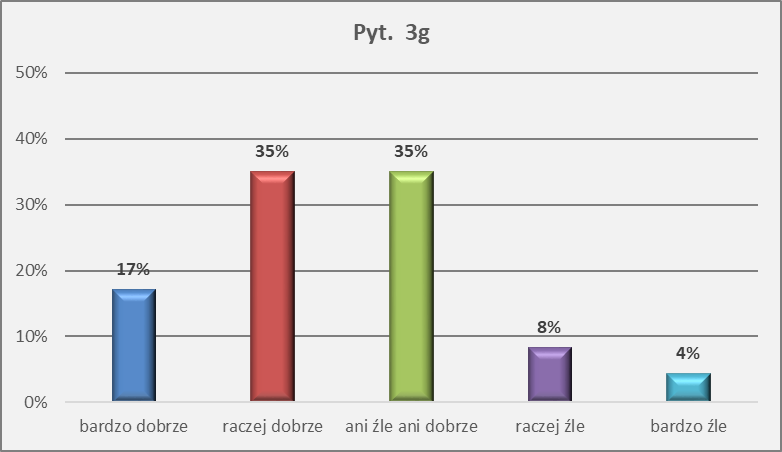 Pyt.  3g
50%
40%
30%
20%
10%
0%
17%
35%
35%
8%
4%
bardzo dobrze
raczej dobrze
ani źle ani dobrze
raczej źle
bardzo źle